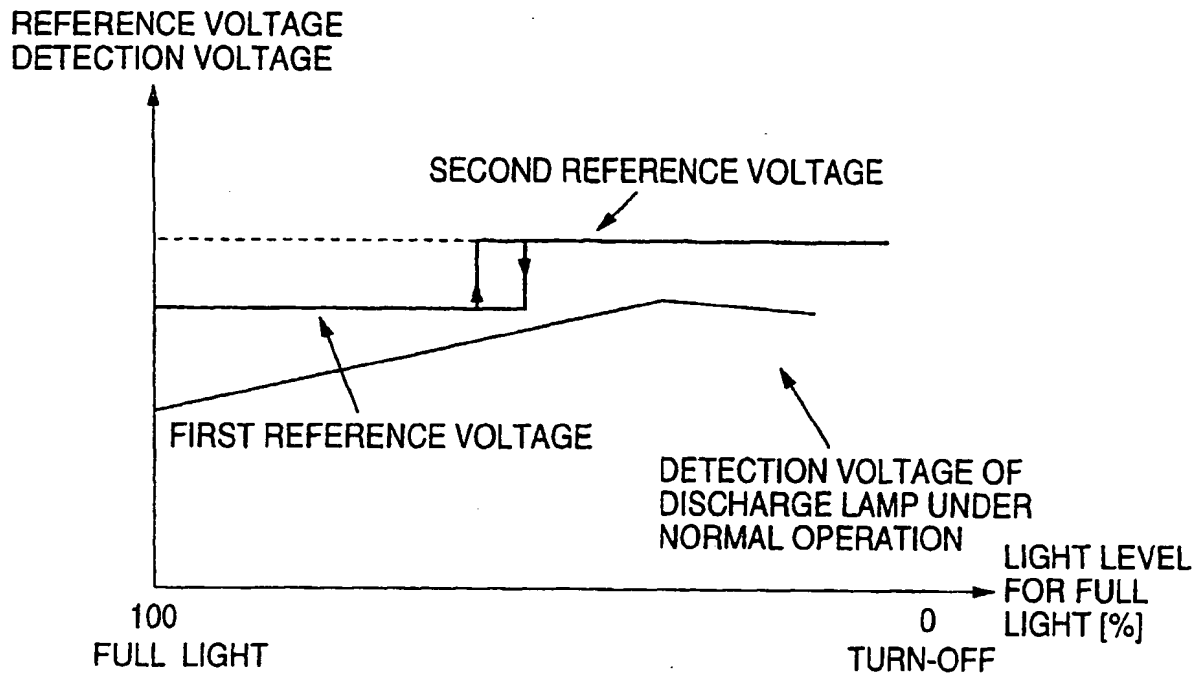 REFERENCE VOLTAGE
DETECTION VOLTAGE
SECOND REFERENCE VOLTAGE
FIRST REFERENCE VOLTAGE
DETECTION VOLTAGE OF
DISCHARGE LAMP UNDER
NORMAL OPERATION
LIGHT LEVEL
FOR FULL
LIGHT [%]
100
FULL LIGHT
0
TURN-OFF